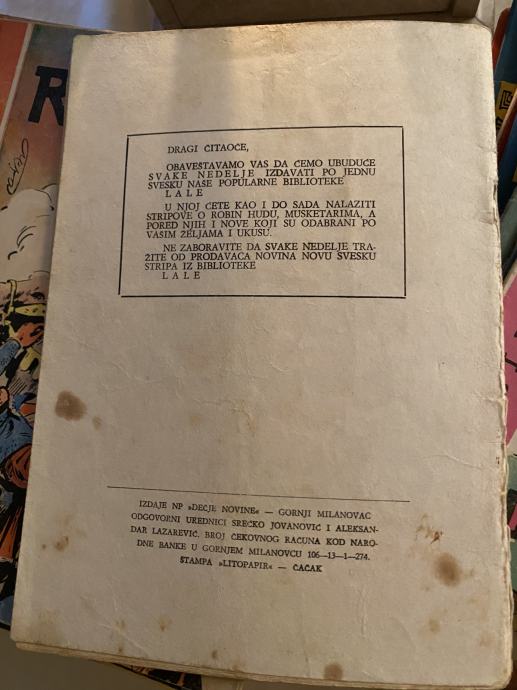 DRAGI ČITAOČE,
OBAVEŠTAVAMO VAS DA ĆEMO UBUDUĆE
SVAKE NEDELJE IZDAVATI PO JEDNU
SVESKU NAŠE POPULARNE BIBLIOTEKE
LALE
U NJOJ ĆETE KAO I DO SADA NALAZITI
STRIPOVE O ROBIN HUDU, MUSKETARIMA, A
PORED NJIH I NOVE KOJI SU ODABRANI PO
VAŠIM ŽELJAMA I UKUSU.
NE ZABORAVITE DA SVAKE NEDELJE TRA-
ŽITE OD PRODAVACA NOVINA NOVU SVESKU
STRIPA IZ BIBLIOTEKE
LALE
IZDAJE NP »DEČJE NOVINE« — GORNJI MILANOVAC
ODGOVORNI UREDNICI SREĆKO JOVANOVIĆ I ALEKSAN-
DAR LAZAREVIĆ. BROJ ČEKOVNOG RAČUNA KOD NARO-
DNE BANKE U GORNJEM MILANOVCU 106—13—1—274.
ŠTAMPA »LITOPAPIR« — ČAČAK